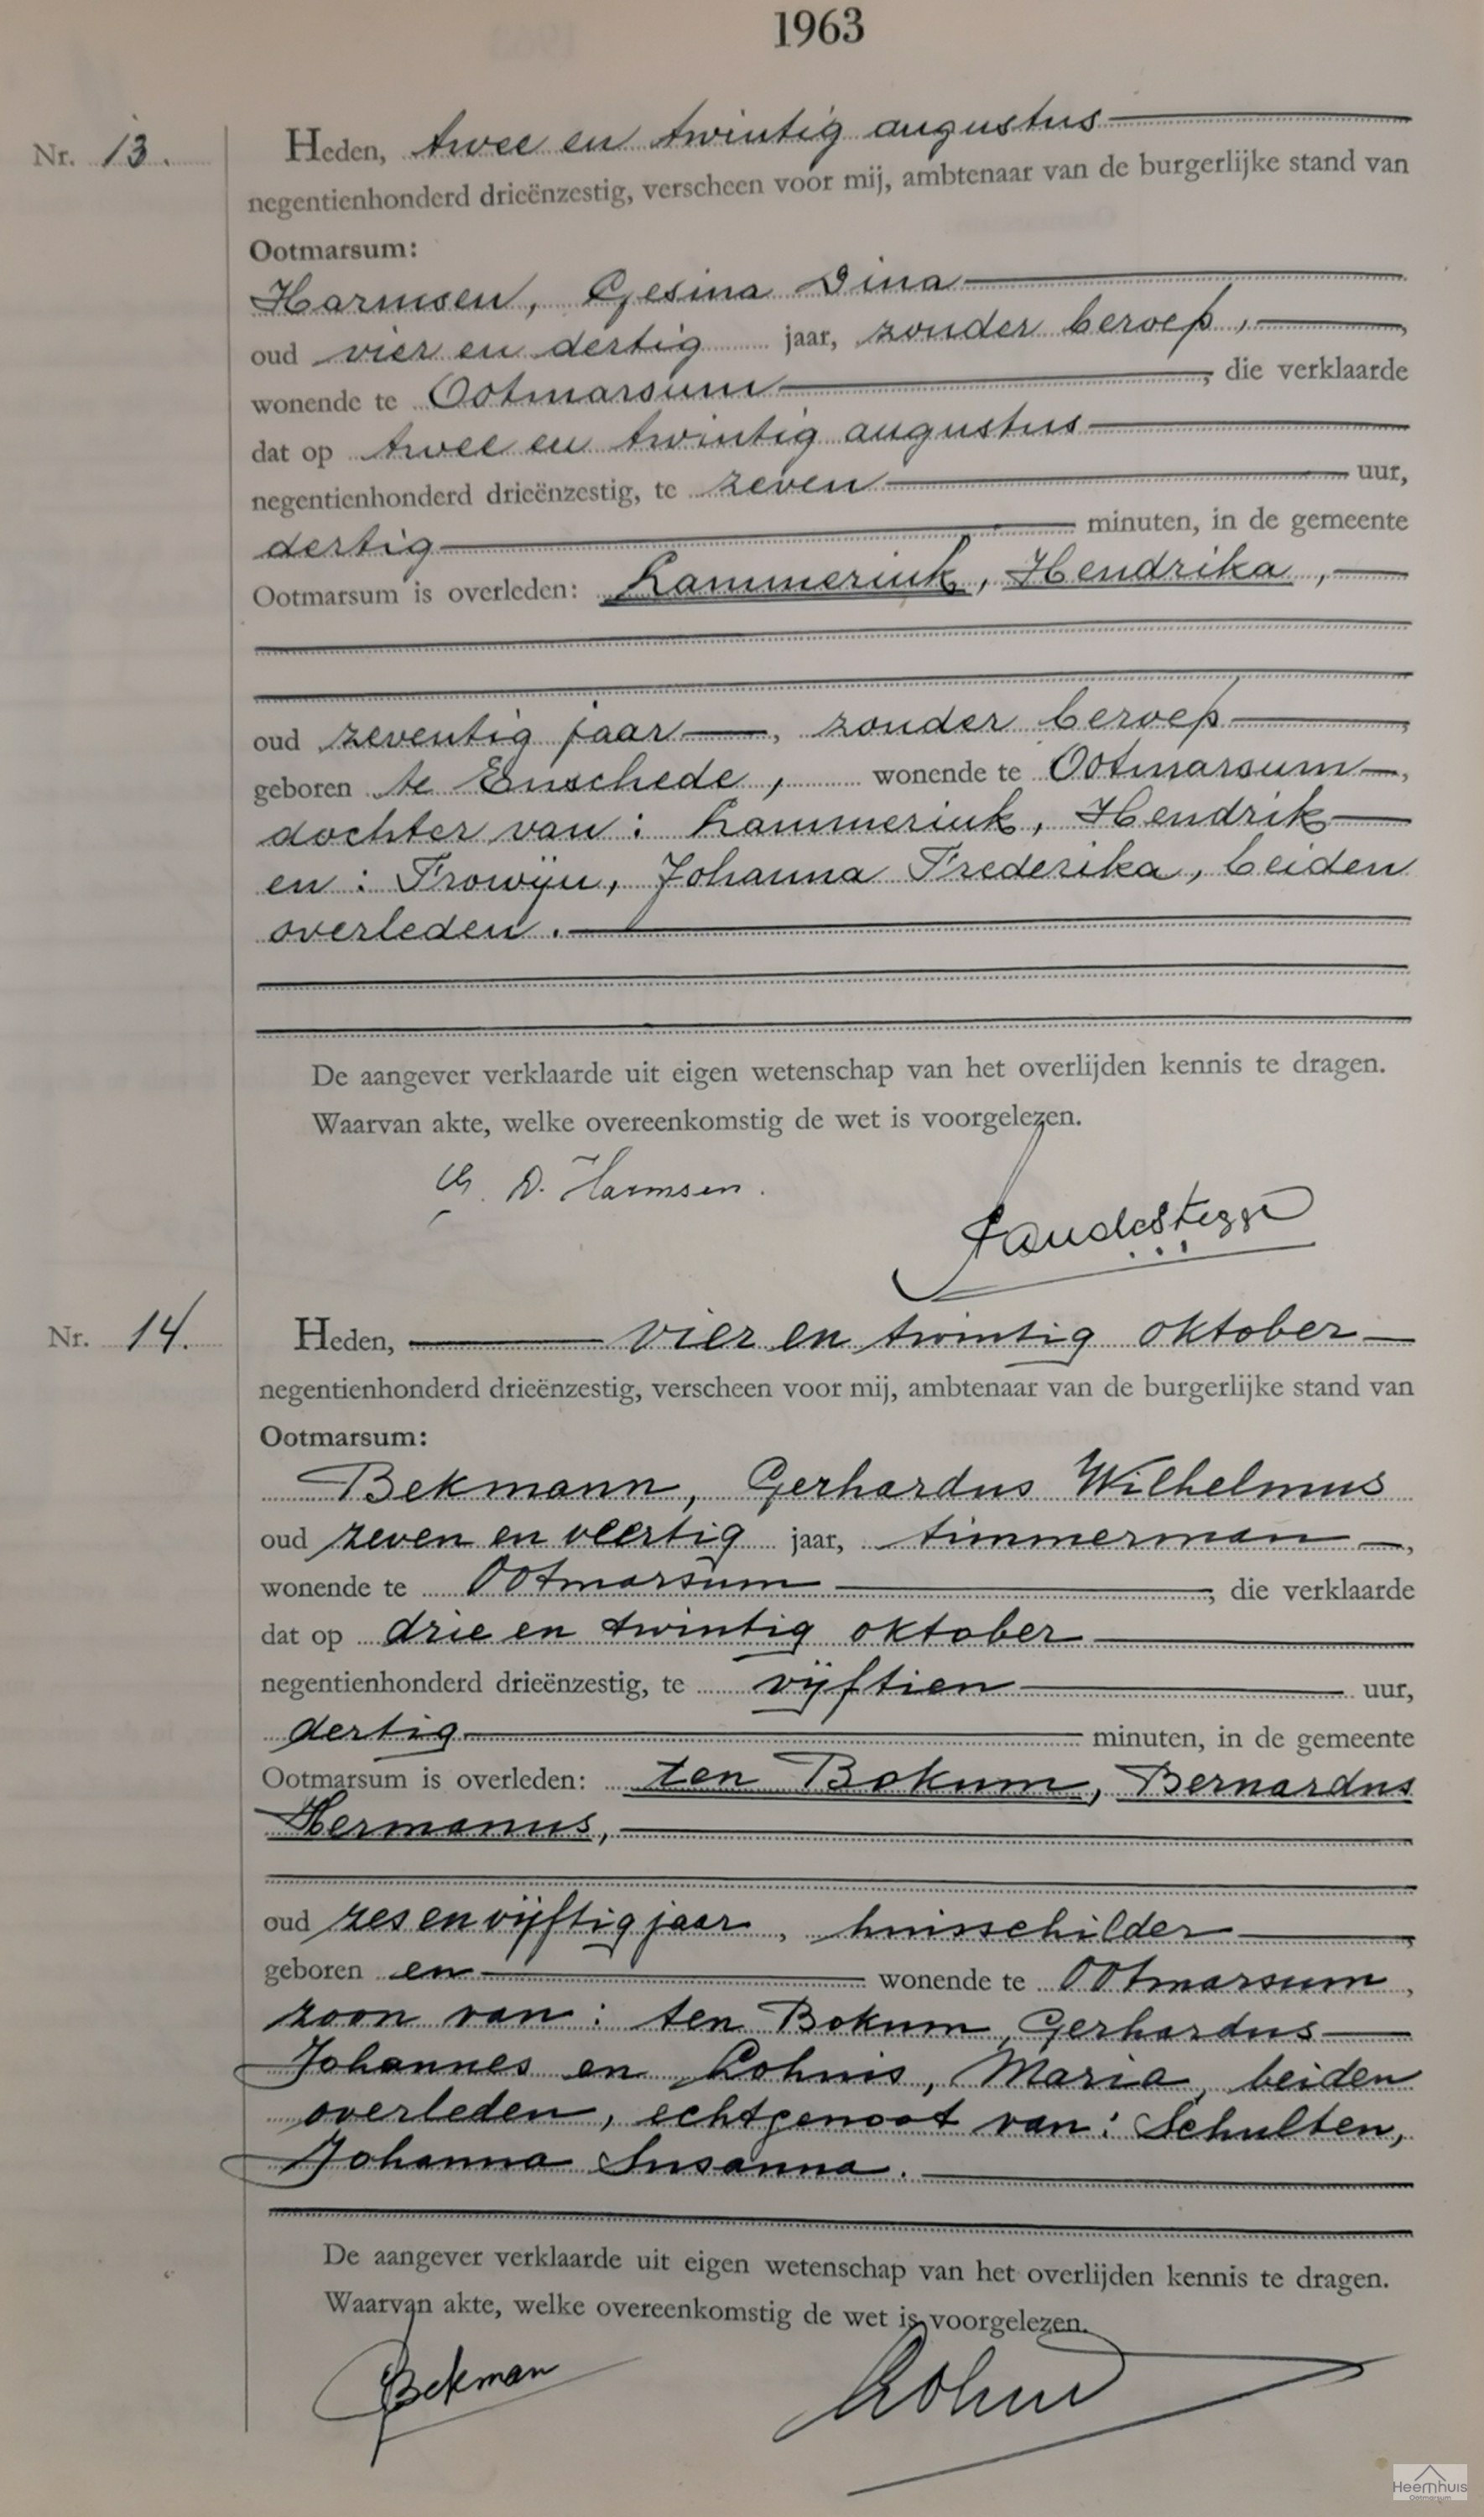 1963
Nr. 13. Heden, twee en twintig augustus
negentienhonderd drieënzestig, verscheen voor mij, ambtenaar van de burgerlijke stand van
Ootmarsum:
Harmsen, Gesina Dina
oud vier en dertig jaar, zonder beroep,
wonende te Ootmarsum, die verklaarde
dat op twee en twintig augustus
negentienhonderd drieënzestig, te zeven uur,
dertig minuten, in de gemeente
Ootmarsum is overleden: Lammerink, Hendrika,
oud zeventig jaar, zonder beroep,
geboren te Enschede, wonende te Ootmarsum,
dochter van: Lammerink, Hendrik
en: Frowijn, Johanna Frederika, beiden
overleden.
De aangever verklaarde uit eigen wetenschap van het overlijden kennis te dragen.
Waarvan akte, welke overeenkomstig de wet is voorgelezen.
G. D. Harmsen.
Nr. 14. Heden, vier en twintig oktober
negentienhonderd drieënzestig, verscheen voor mij, ambtenaar van de burgerlijke stand van
Ootmarsum:
Bekmann, Gerhardus Wilhelmus
oud zeven en veertig jaar, timmerman,
wonende te Ootmarsum, die verklaarde
dat op drie en twintig oktober
negentienhonderd drieënzestig, te vijftien uur,
dertig minuten, in de gemeente
Ootmarsum is overleden: ten Bokum, Bernardus
Hermanus,
oud zes en vijftig jaar, huisschilder,
geboren en wonende te Ootmarsum,
zoon van: ten Bokum, Gerhardus
Johannes en Lohuis, Maria, beiden
overleden, echtgenoot van: Schulten,
Johanna Susanna.
De aangever verklaarde uit eigen wetenschap van het overlijden kennis te dragen.
Waarvan akte, welke overeenkomstig de wet is voorgelezen.
Bekman
Heemhuis
Ootmarsum